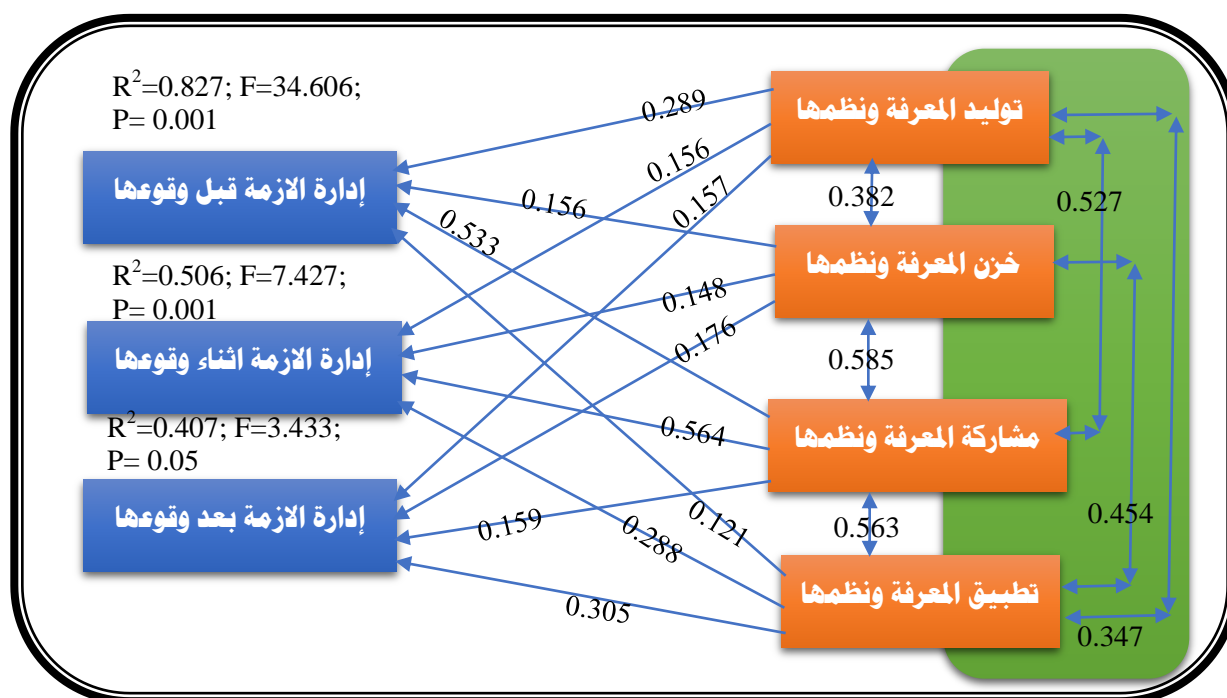 R²=0.827; F=34.606;
P= 0.001
إدارة الازمة قبل وقوعها
R²=0.506; F=7.427;
P= 0.001
إدارة الازمة اثناء وقوعها
R²=0.407; F=3.433;
P= 0.05
إدارة الازمة بعد وقوعها
توليد المعرفة ونظمها
خزن المعرفة ونظمها
مشاركة المعرفة ونظمها
تطبيق المعرفة ونظمها
0.289
0.156
0.157
0.156
0.148
0.176
0.533
0.564
0.159
0.121
0.288
0.305
0.382
0.585
0.563
0.527
0.454
0.347